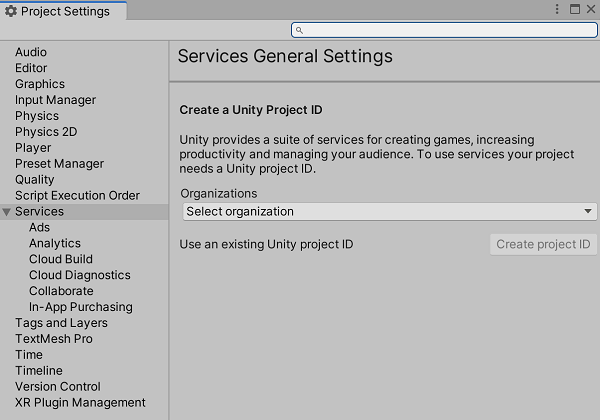 Project Settings
Audio
Editor
Graphics
Input Manager
Physics
Physics 2D
Player
Preset Manager
Quality
Script Execution Order
Services
Ads
Analytics
Cloud Build
Cloud Diagnostics
Collaborate
In-App Purchasing
Tags and Layers
TextMesh Pro
Time
Timeline
Version Control
XR Plugin Management
Services General Settings
Create a Unity Project ID
Unity provides a suite of services for creating games, increasing
productivity and managing your audience. To use services your project
needs a Unity project ID.
Organizations
Select organization
Use an existing Unity project ID
Create project ID